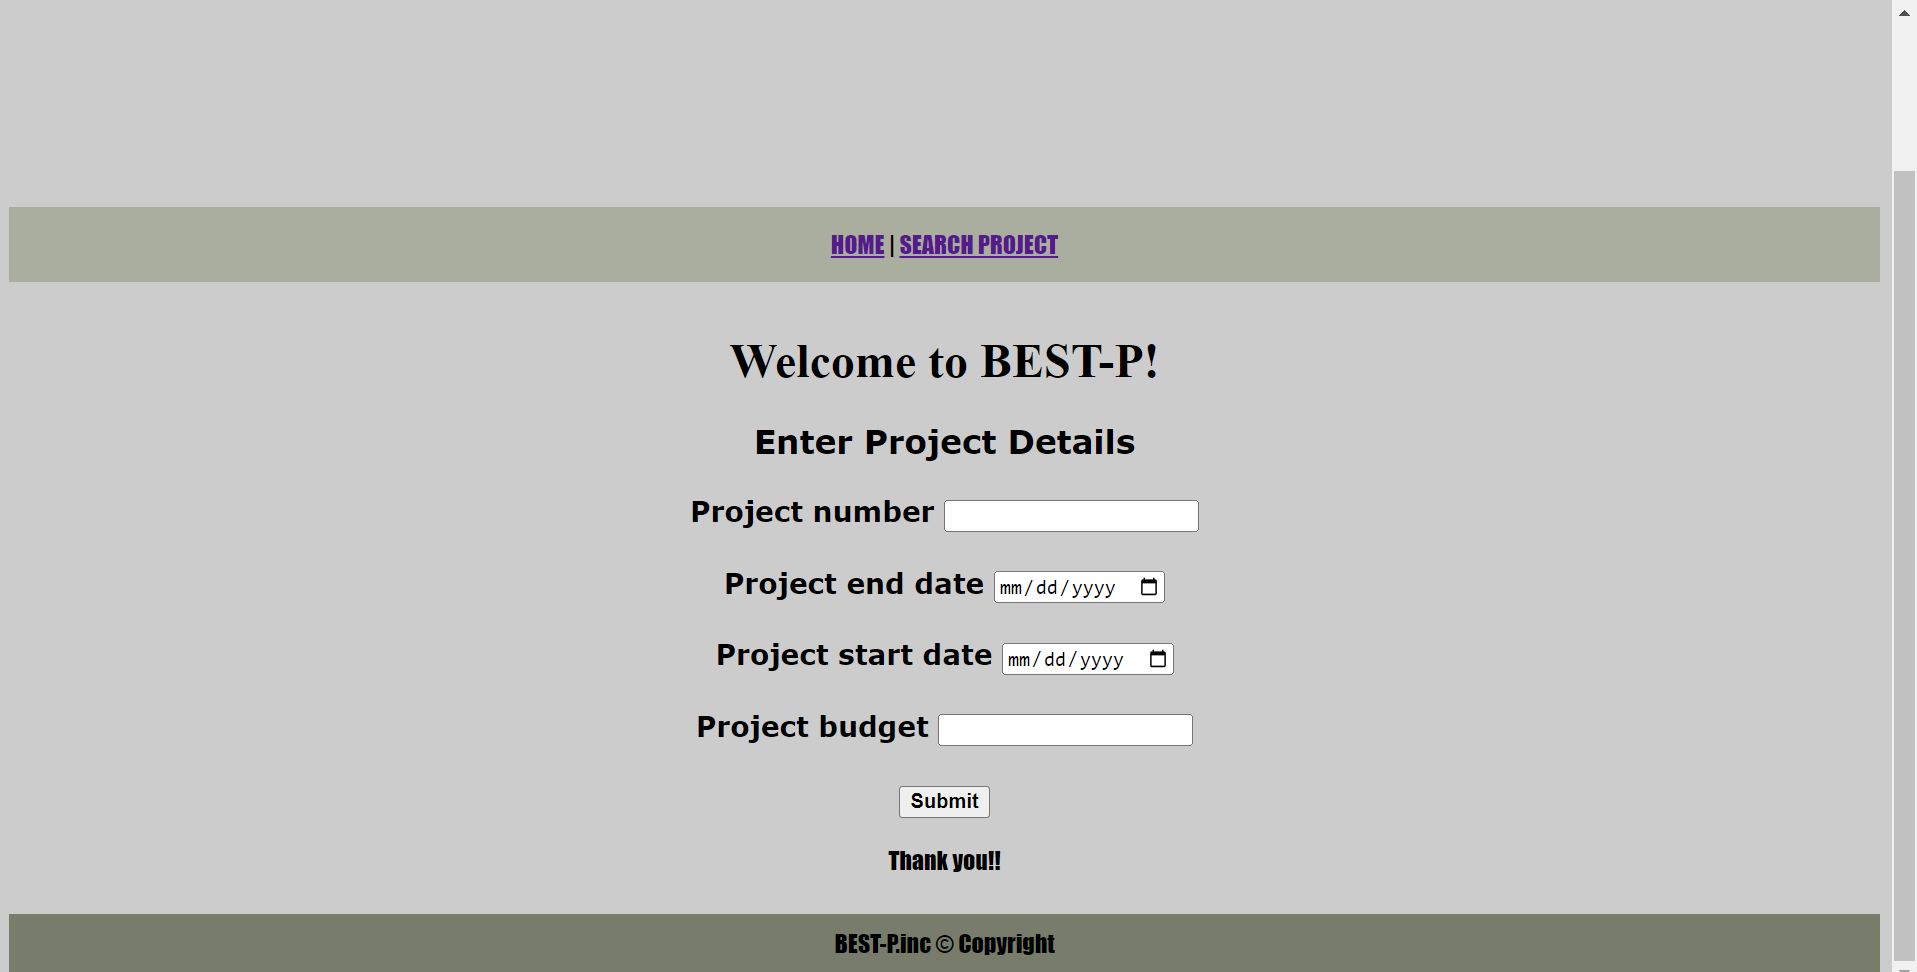 HOME | SEARCH PROJECT
Welcome to BEST-P!
Enter Project Details
Project number
Project end date mm/dd/yyyy
Project start date mm/dd/yyyy
Project budget
Submit
Thank you!!
BEST-P.inc © Copyright